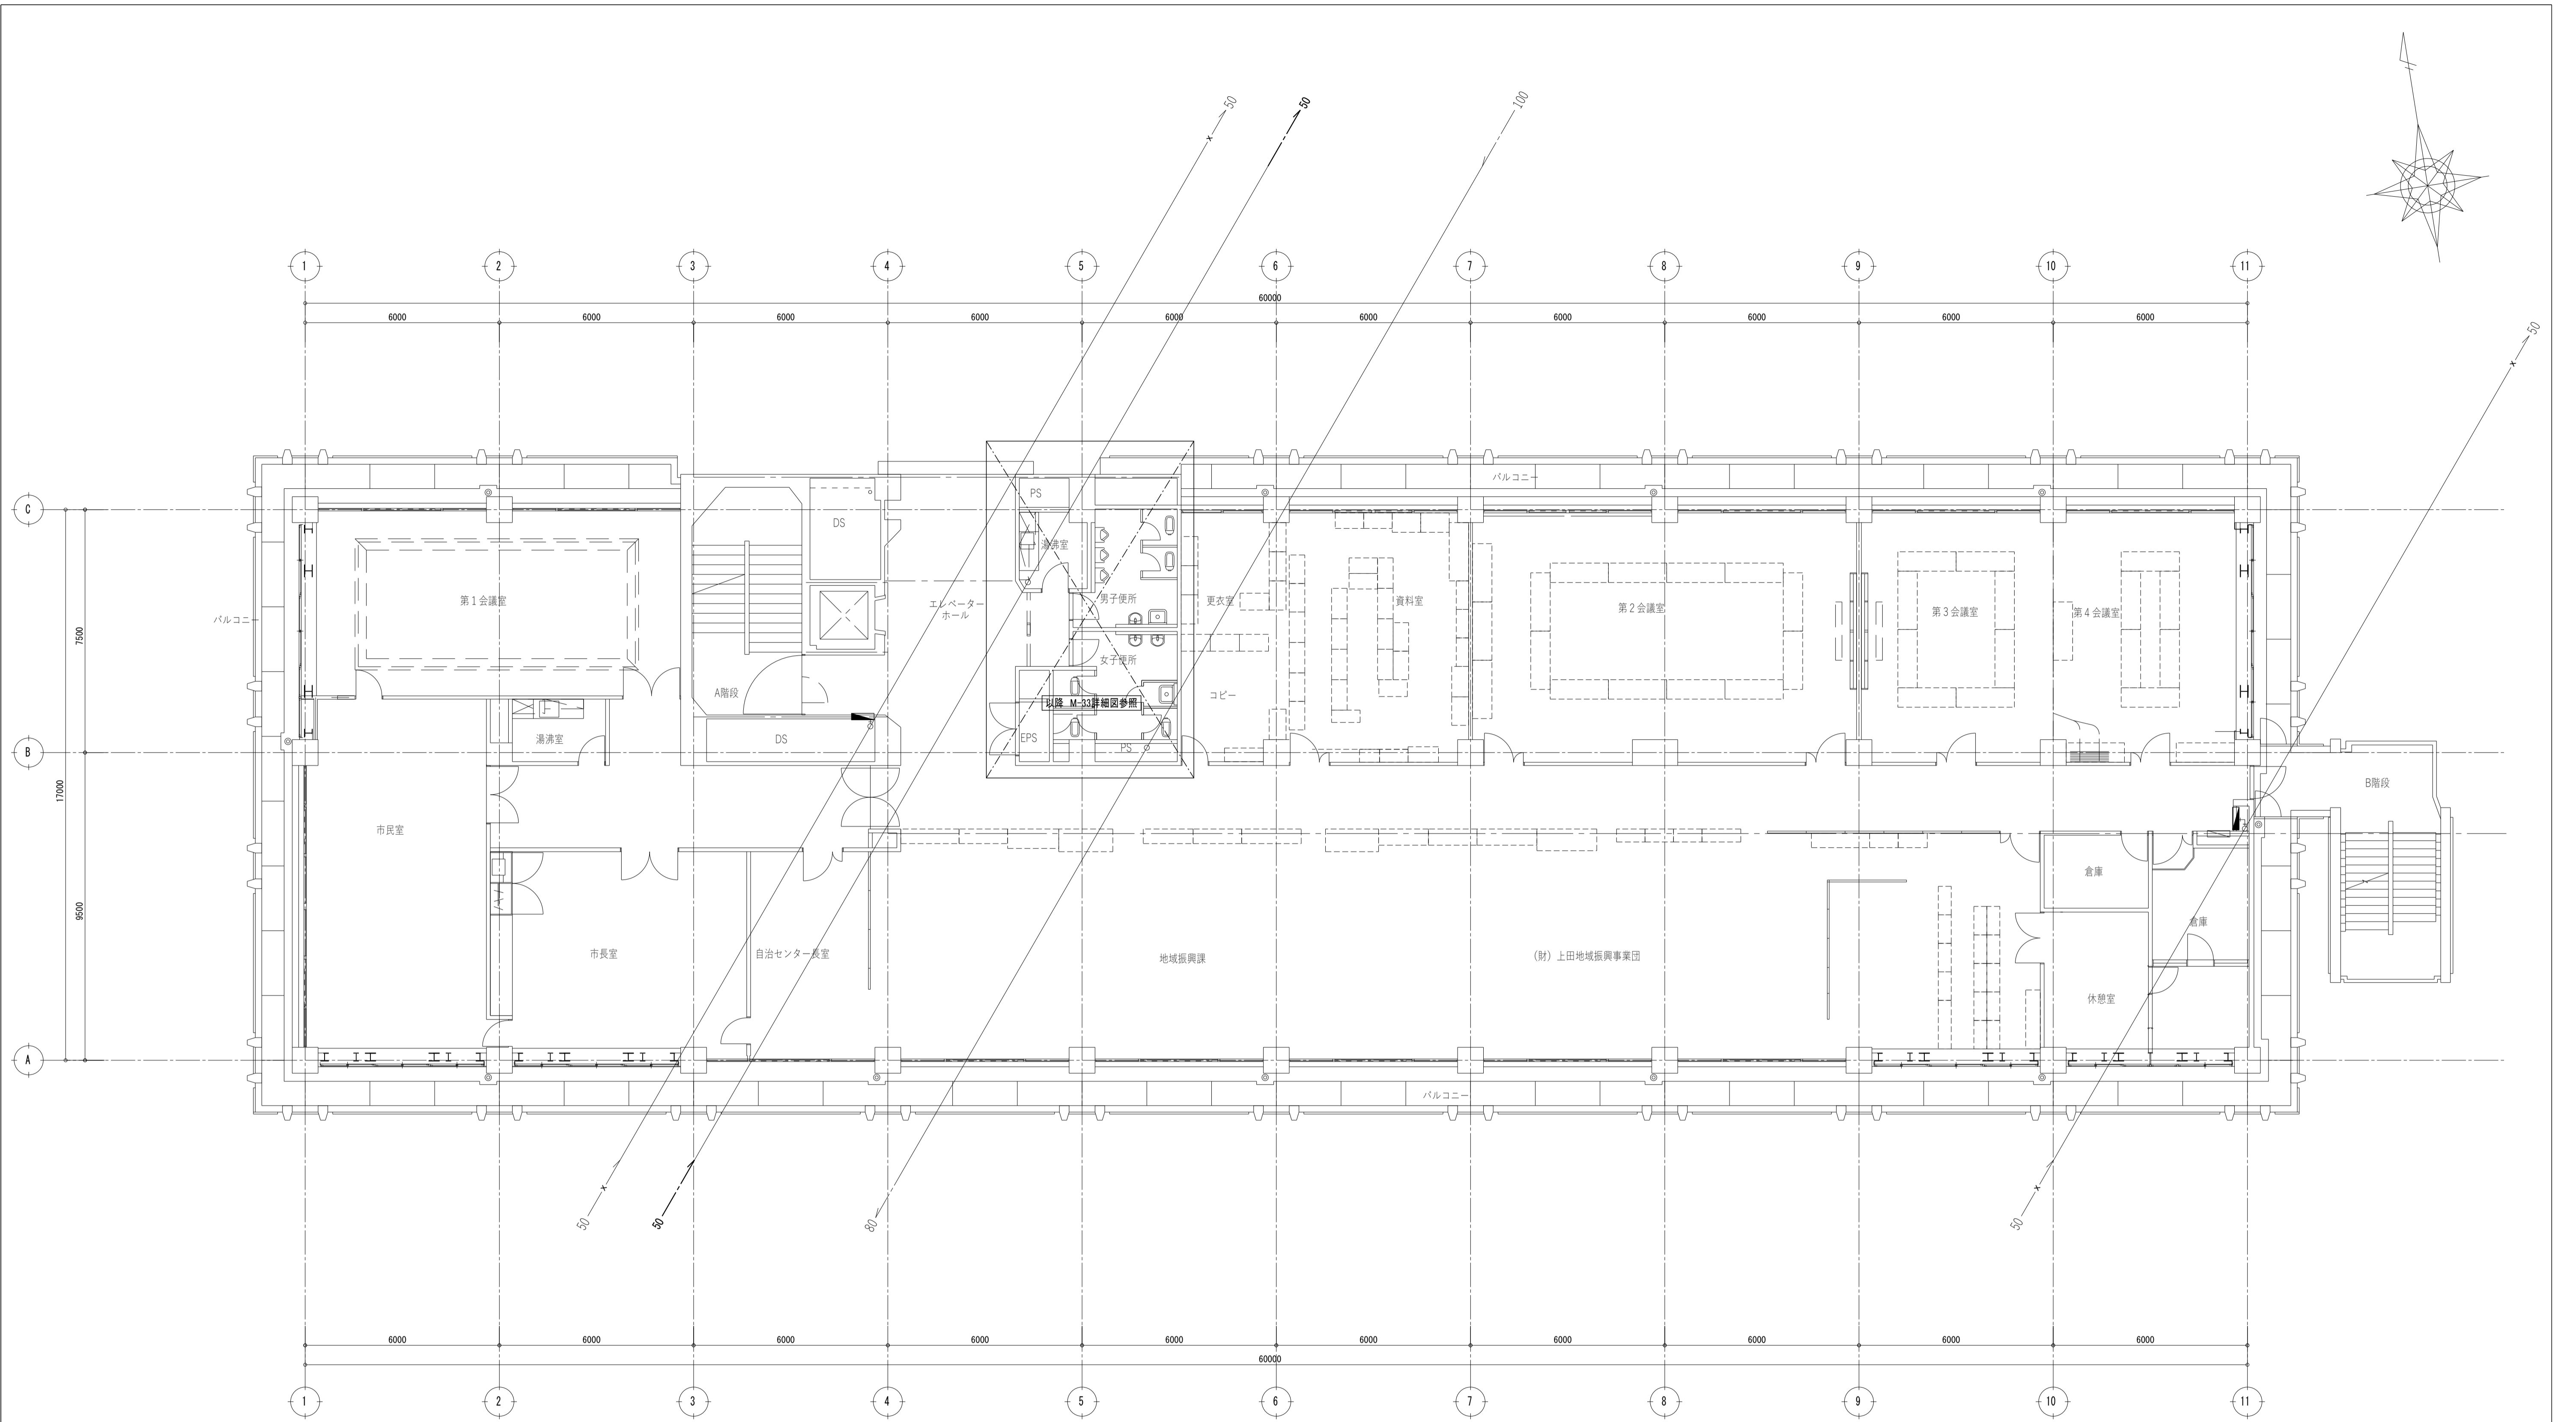 50
50
100
50
1
2
3
4
5
6
7
8
9
10
11
60000
6000
6000
6000
6000
6000
6000
6000
6000
6000
6000
バルコニー
C
PS
DS
湯沸室
第1会議室
エレベーター
ホール
男子便所
更衣室
資料室
第2会議室
第3会議室
第4会議室
バルコニー
7500
女子便所
A階段
コピー
以降 M-33詳細図参照
湯沸室
DS
EPS
PS
B
17000
B階段
市民室
倉庫
9500
倉庫
市長室
自治センター長室
地域振興課
(財)上田地域振興事業団
休憩室
A
バルコニー
50
50
80
50
6000
6000
6000
6000
6000
6000
6000
6000
6000
6000
60000
1
2
3
4
5
6
7
8
9
10
11